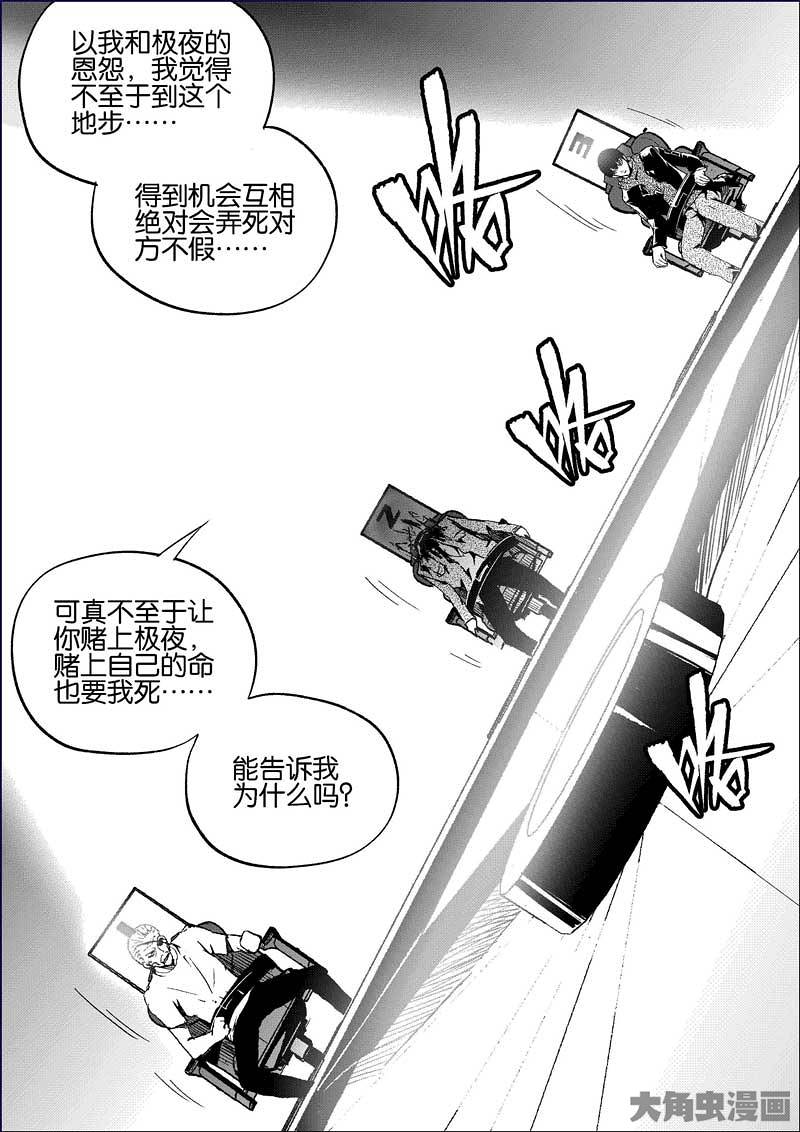 以我和极夜的
恩怨，我觉得
不至于到这个
地步……
得到机会互相
绝对会弄死对
方不假……
咻
咻
咻
E
N
可真不至于让
你赌上极夜，
赌上自己的命
也要我死……
能告诉我
为什么吗？
大角虫漫画